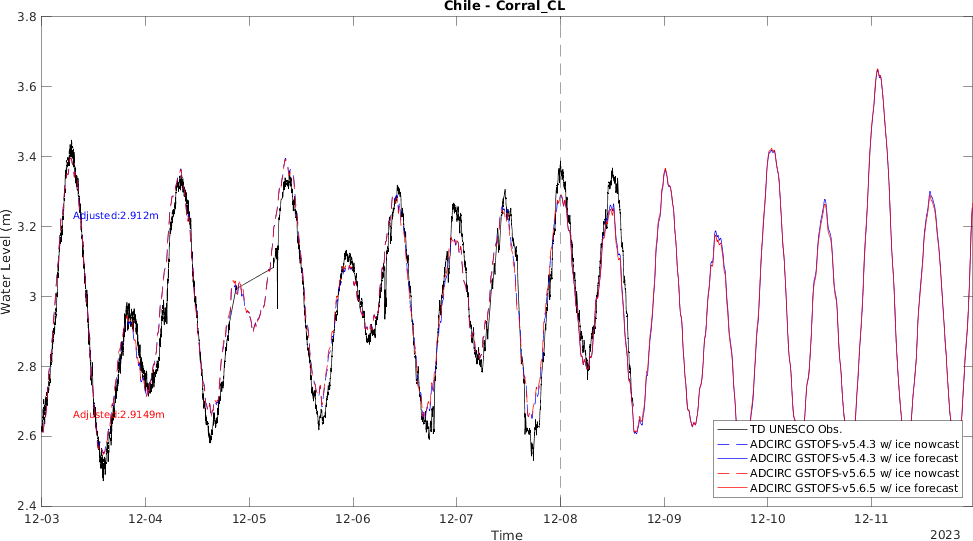 Chile - Corral_CL
3.8
3.6
3.4
3.2
3
2.8
2.6
2.4
Water Level (m)
Adjusted:2.912m
Adjusted:2.9149m
TD UNESCO Obs.
ADCIRC GSTOFS-v5.4.3 w/ ice nowcast
ADCIRC GSTOFS-v5.4.3 w/ ice forecast
ADCIRC GSTOFS-v5.6.5 w/ ice nowcast
ADCIRC GSTOFS-v5.6.5 w/ ice forecast
12-03 12-04 12-05 12-06 12-07 12-08 12-09 12-10 12-11
Time
2023